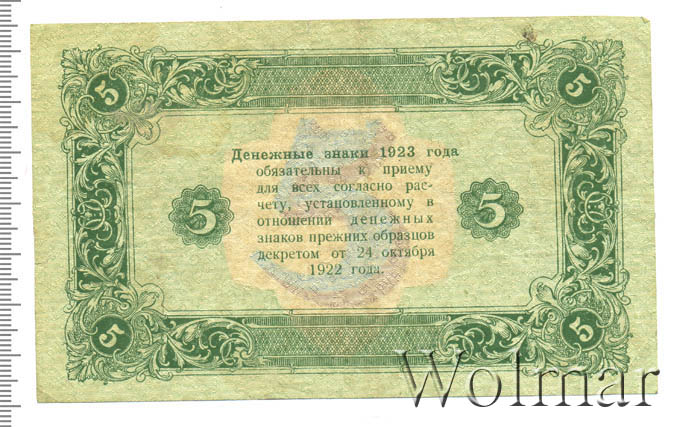 5 5
Денежные знаки 1923 года
обязательны к приему
для всех согласно рас-
чету, установленному в
отношении денежных
знаков прежних образцов
декретом от 24 октября
1922 года.
5 5
5 5
Wolmar